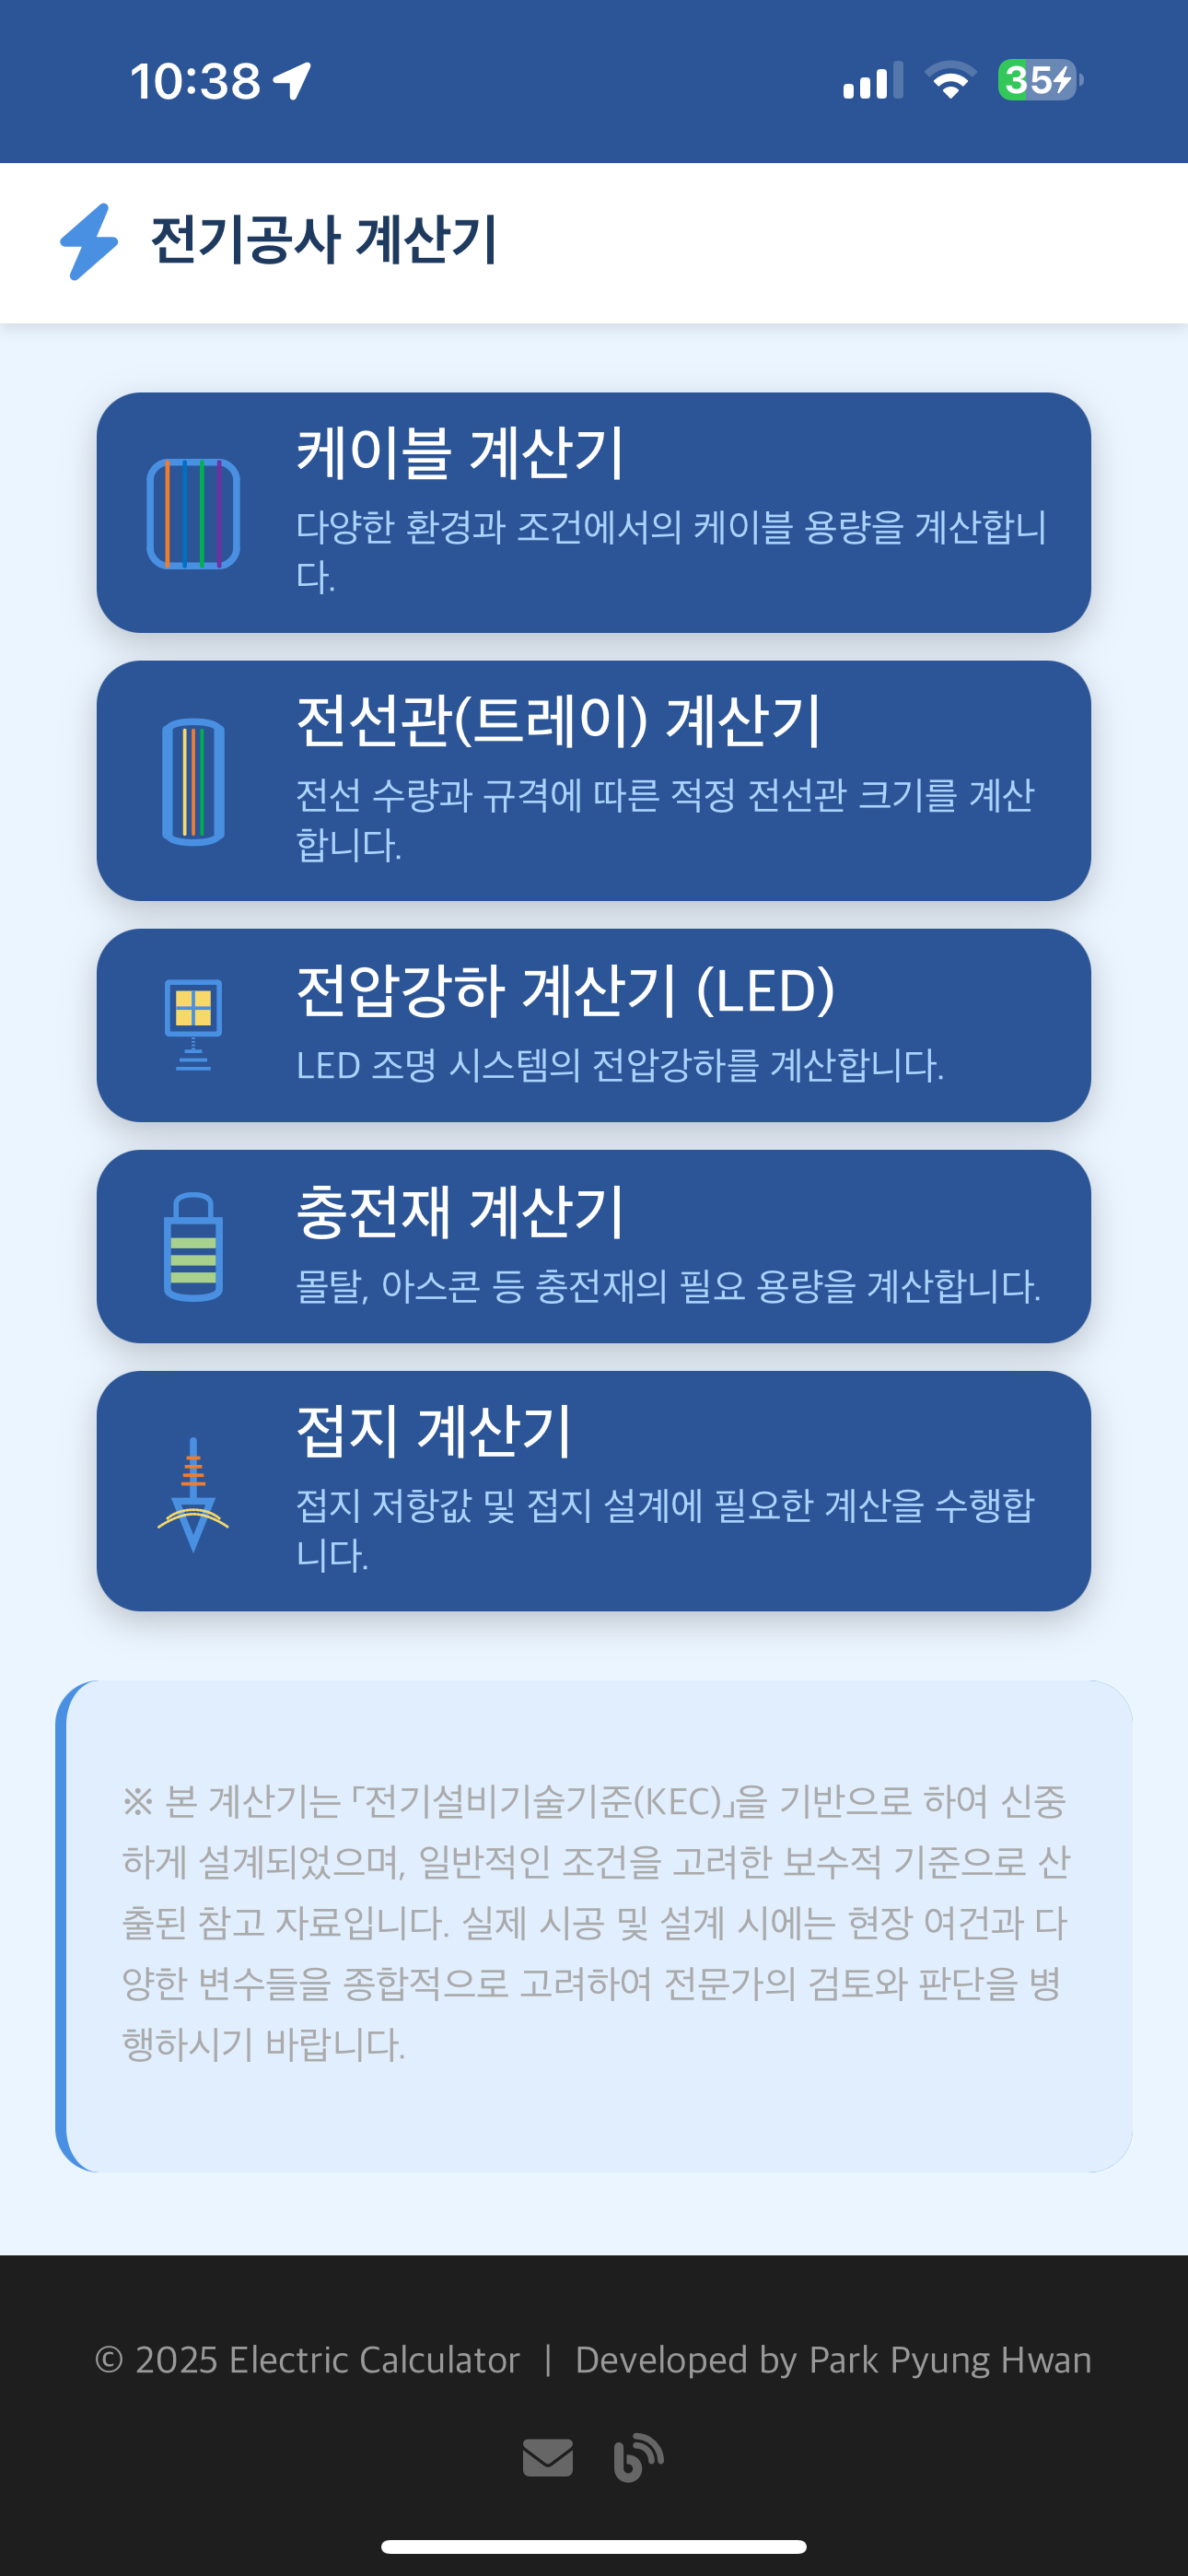 10:38
35
전기공사 계산기
케이블 계산기
다양한 환경과 조건에서의 케이블 용량을 계산합니
다.
전선관(트레이) 계산기
전선 수량과 규격에 따른 적정 전선관 크기를 계산
합니다.
전압강하 계산기 (LED)
LED 조명 시스템의 전압강하를 계산합니다.
충전재 계산기
몰탈, 아스콘 등 충전재의 필요 용량을 계산합니다.
접지 계산기
접지 저항값 및 접지 설계에 필요한 계산을 수행합
니다.
※ 본 계산기는 「전기설비기술기준(KEC)」을 기반으로 하여 신중
하게 설계되었으며, 일반적인 조건을 고려한 보수적 기준으로 산
출된 참고 자료입니다. 실제 시공 및 설계 시에는 현장 여건과 다
양한 변수들을 종합적으로 고려하여 전문가의 검토와 판단을 병
행하시기 바랍니다.
© 2025 Electric Calculator | Developed by Park Pyung Hwan